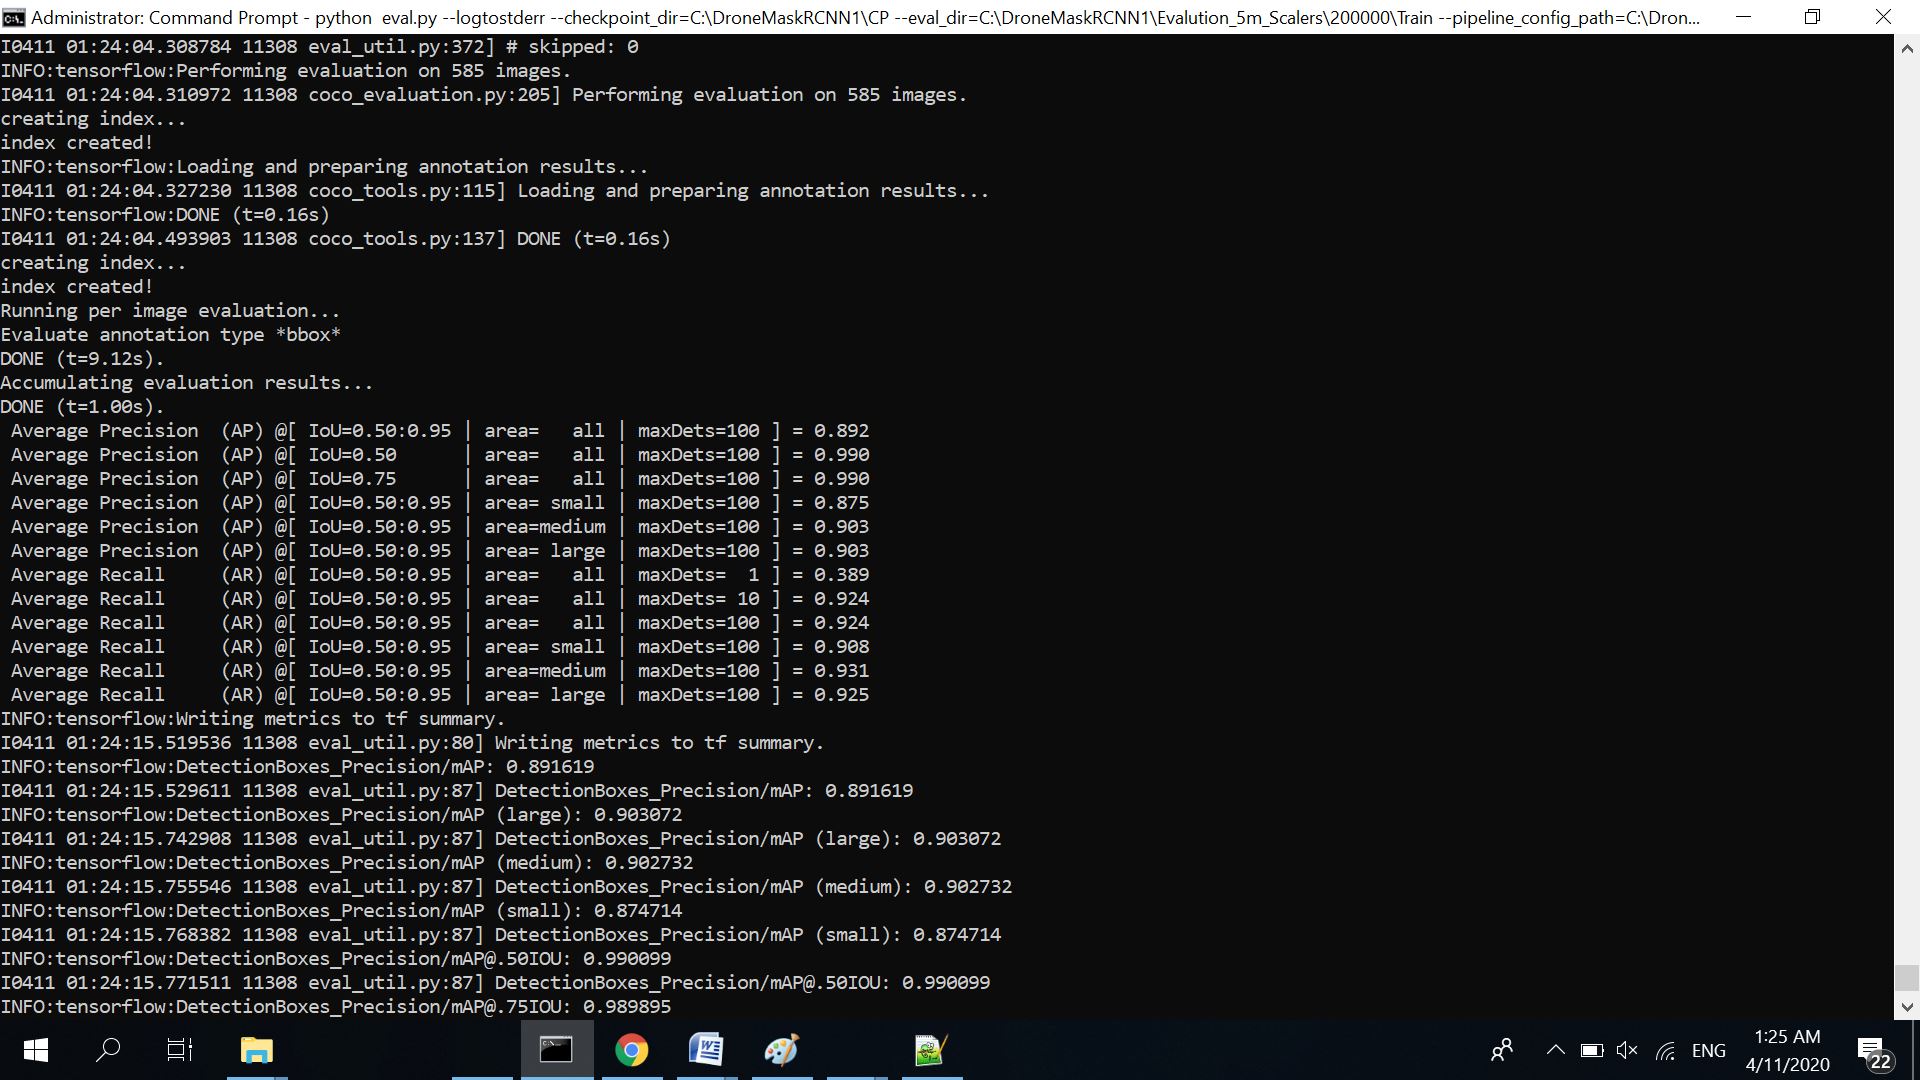 Administrator: Command Prompt - python  eval.py --logtostderr --checkpoint_dir=C:\DroneMaskRCNN1\CP --eval_dir=C:\DroneMaskRCNN1\Evalution_5m_Scalers\200000\Train --pipeline_config_path=C:\Dron...
I0411 01:24:04.308784 11308 eval_util.py:372] # skipped: 0
INFO:tensorflow:Performing evaluation on 585 images.
I0411 01:24:04.310972 11308 coco_evaluation.py:205] Performing evaluation on 585 images.
creating index...
index created!
INFO:tensorflow:Loading and preparing annotation results...
I0411 01:24:04.327230 11308 coco_tools.py:115] Loading and preparing annotation results...
INFO:tensorflow:DONE (t=0.16s)
I0411 01:24:04.493903 11308 coco_tools.py:137] DONE (t=0.16s)
creating index...
index created!
Running per image evaluation...
Evaluate annotation type *bbox*
DONE (t=9.12s).
Accumulating evaluation results...
DONE (t=1.00s).
 Average Precision  (AP) @[ IoU=0.50:0.95 | area=   all | maxDets=100 ] = 0.892
 Average Precision  (AP) @[ IoU=0.50      | area=   all | maxDets=100 ] = 0.990
 Average Precision  (AP) @[ IoU=0.75      | area=   all | maxDets=100 ] = 0.990
 Average Precision  (AP) @[ IoU=0.50:0.95 | area= small | maxDets=100 ] = 0.875
 Average Precision  (AP) @[ IoU=0.50:0.95 | area=medium | maxDets=100 ] = 0.903
 Average Precision  (AP) @[ IoU=0.50:0.95 | area= large | maxDets=100 ] = 0.903
 Average Recall     (AR) @[ IoU=0.50:0.95 | area=   all | maxDets=  1 ] = 0.389
 Average Recall     (AR) @[ IoU=0.50:0.95 | area=   all | maxDets= 10 ] = 0.924
 Average Recall     (AR) @[ IoU=0.50:0.95 | area=   all | maxDets=100 ] = 0.924
 Average Recall     (AR) @[ IoU=0.50:0.95 | area= small | maxDets=100 ] = 0.908
 Average Recall     (AR) @[ IoU=0.50:0.95 | area=medium | maxDets=100 ] = 0.931
 Average Recall     (AR) @[ IoU=0.50:0.95 | area= large | maxDets=100 ] = 0.925
INFO:tensorflow:Writing metrics to tf summary.
I0411 01:24:15.519536 11308 eval_util.py:80] Writing metrics to tf summary.
INFO:tensorflow:DetectionBoxes_Precision/mAP: 0.891619
I0411 01:24:15.529611 11308 eval_util.py:87] DetectionBoxes_Precision/mAP: 0.891619
INFO:tensorflow:DetectionBoxes_Precision/mAP (large): 0.903072
I0411 01:24:15.742908 11308 eval_util.py:87] DetectionBoxes_Precision/mAP (large): 0.903072
INFO:tensorflow:DetectionBoxes_Precision/mAP (medium): 0.902732
I0411 01:24:15.755546 11308 eval_util.py:87] DetectionBoxes_Precision/mAP (medium): 0.902732
INFO:tensorflow:DetectionBoxes_Precision/mAP (small): 0.874714
I0411 01:24:15.768382 11308 eval_util.py:87] DetectionBoxes_Precision/mAP (small): 0.874714
INFO:tensorflow:DetectionBoxes_Precision/mAP@.50IOU: 0.990099
I0411 01:24:15.771511 11308 eval_util.py:87] DetectionBoxes_Precision/mAP@.50IOU: 0.990099
INFO:tensorflow:DetectionBoxes_Precision/mAP@.75IOU: 0.989895
ENG
1:25 AM
4/11/2020
22